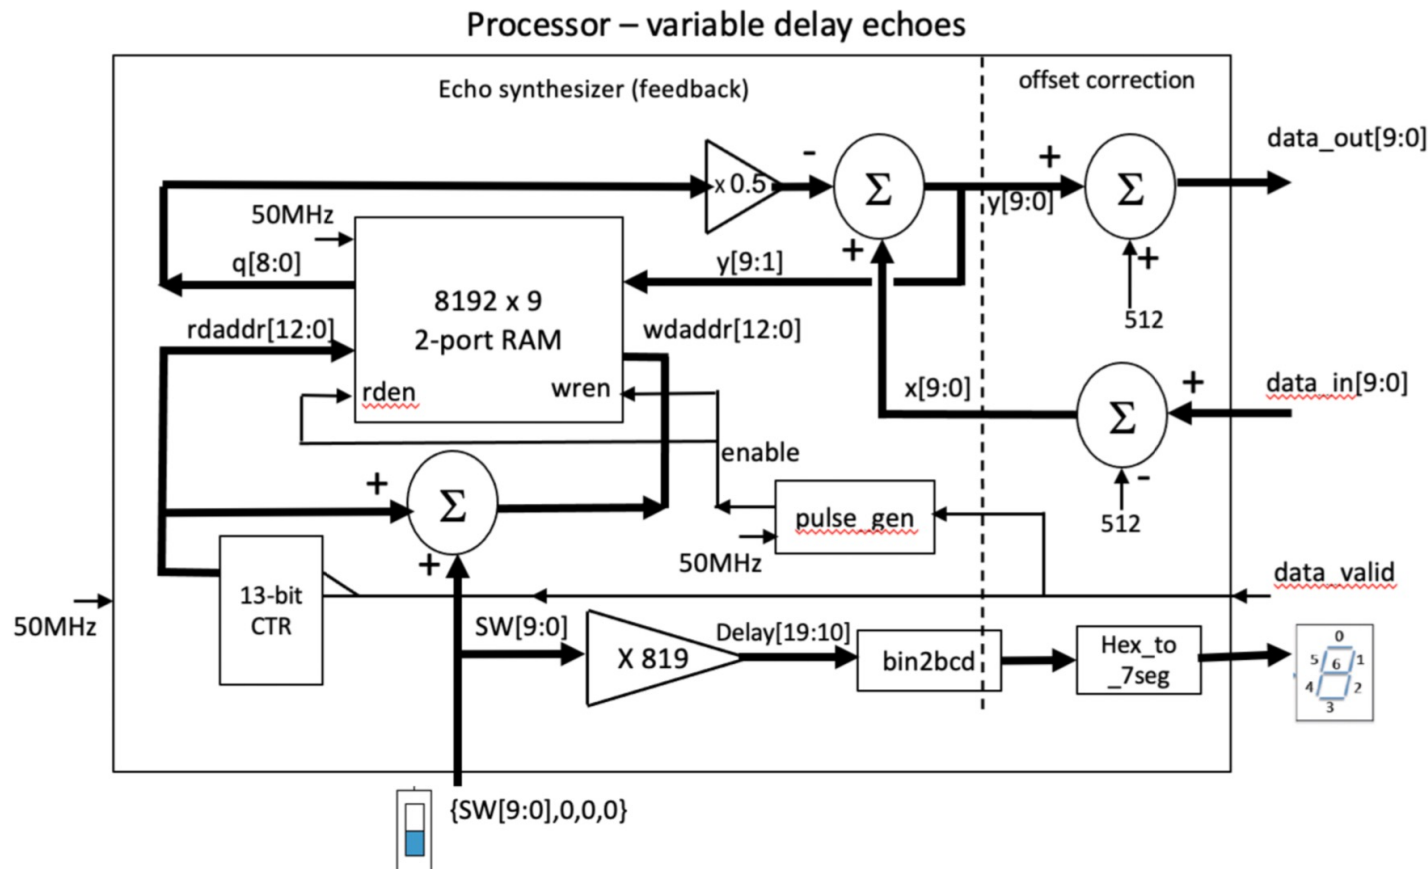 Processor – variable delay echoes
Echo synthesizer (feedback)
offset correction
data_out[9:0]
x 0.5
-
Σ
+
y[9:0]
Σ
50MHz
+
y[9:1]
+
q[8:0]
8192 x 9
2-port RAM
512
rdaddr[12:0]
wdaddr[12:0]
rden
wren
x[9:0]
+
data_in[9:0]
Σ
enable
-
+
Σ
512
pulse_gen
50MHz
+
data_valid
50MHz
13-bit
CTR
SW[9:0]
X 819
Delay[19:10]
bin2bcd
Hex_to
_7seg
0
5
6
1
4
2
3
{SW[9:0],0,0,0}